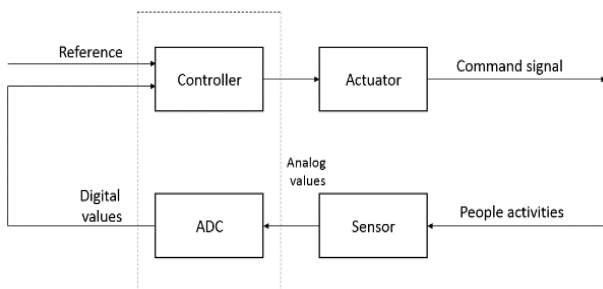 Reference
Controller
Actuator
Command signal
Digital
values
ADC
Analog
values
Sensor
People activities